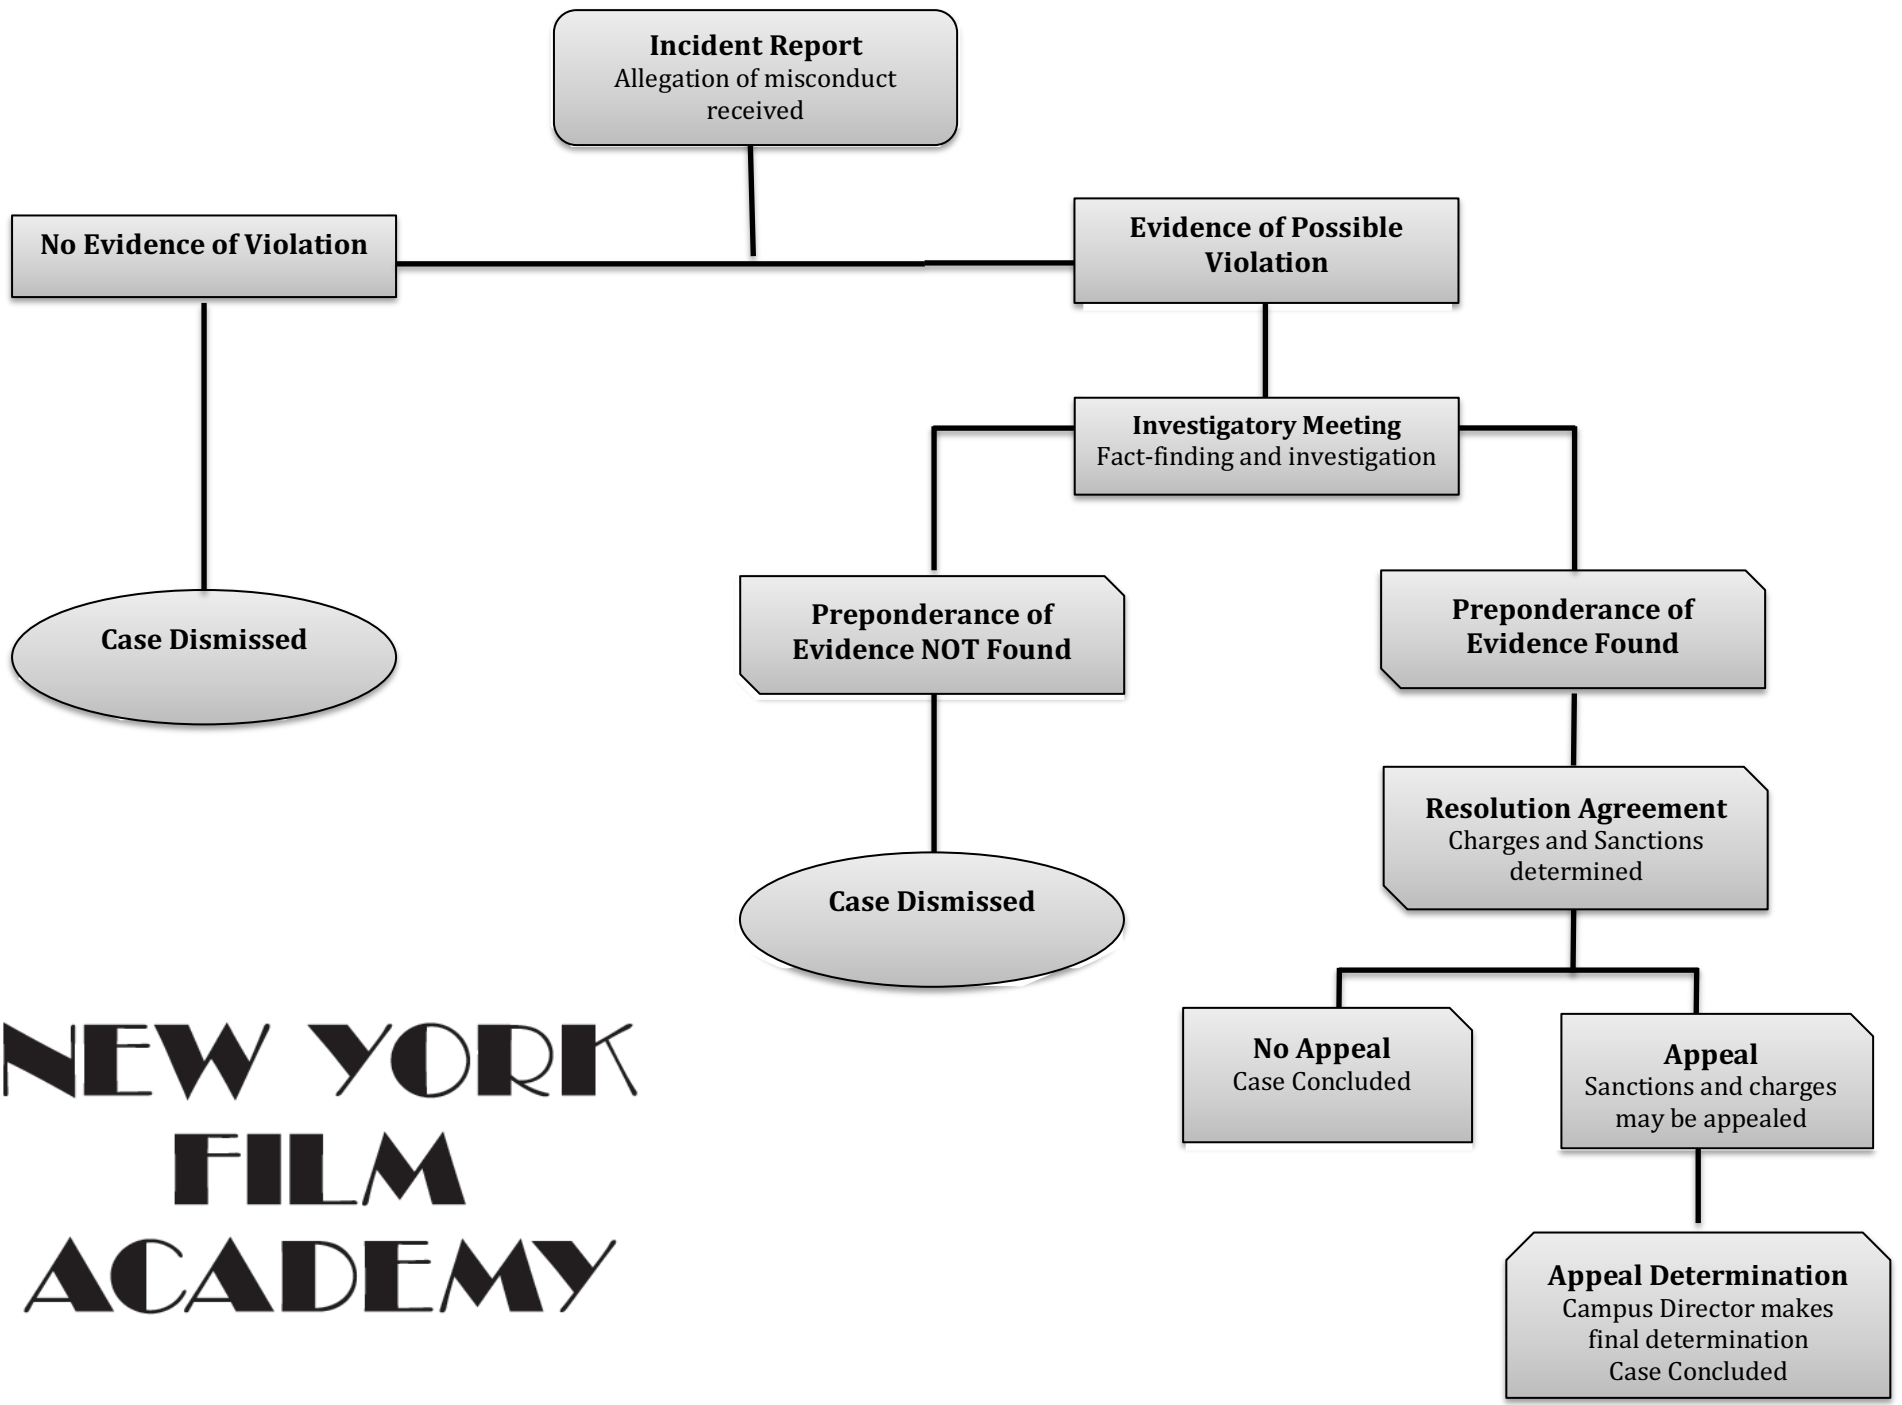 Incident Report
Allegation of misconduct
received
No Evidence of Violation
Evidence of Possible
Violation
Investigatory Meeting
Fact-finding and investigation
Case Dismissed
Preponderance of
Evidence NOT Found
Preponderance of
Evidence Found
Resolution Agreement
Charges and Sanctions
determined
Case Dismissed
No Appeal
Case Concluded
Appeal
Sanctions and charges
may be appealed
Appeal Determination
Campus Director makes
final determination
Case Concluded
NEW YORK
FILM
ACADEMY